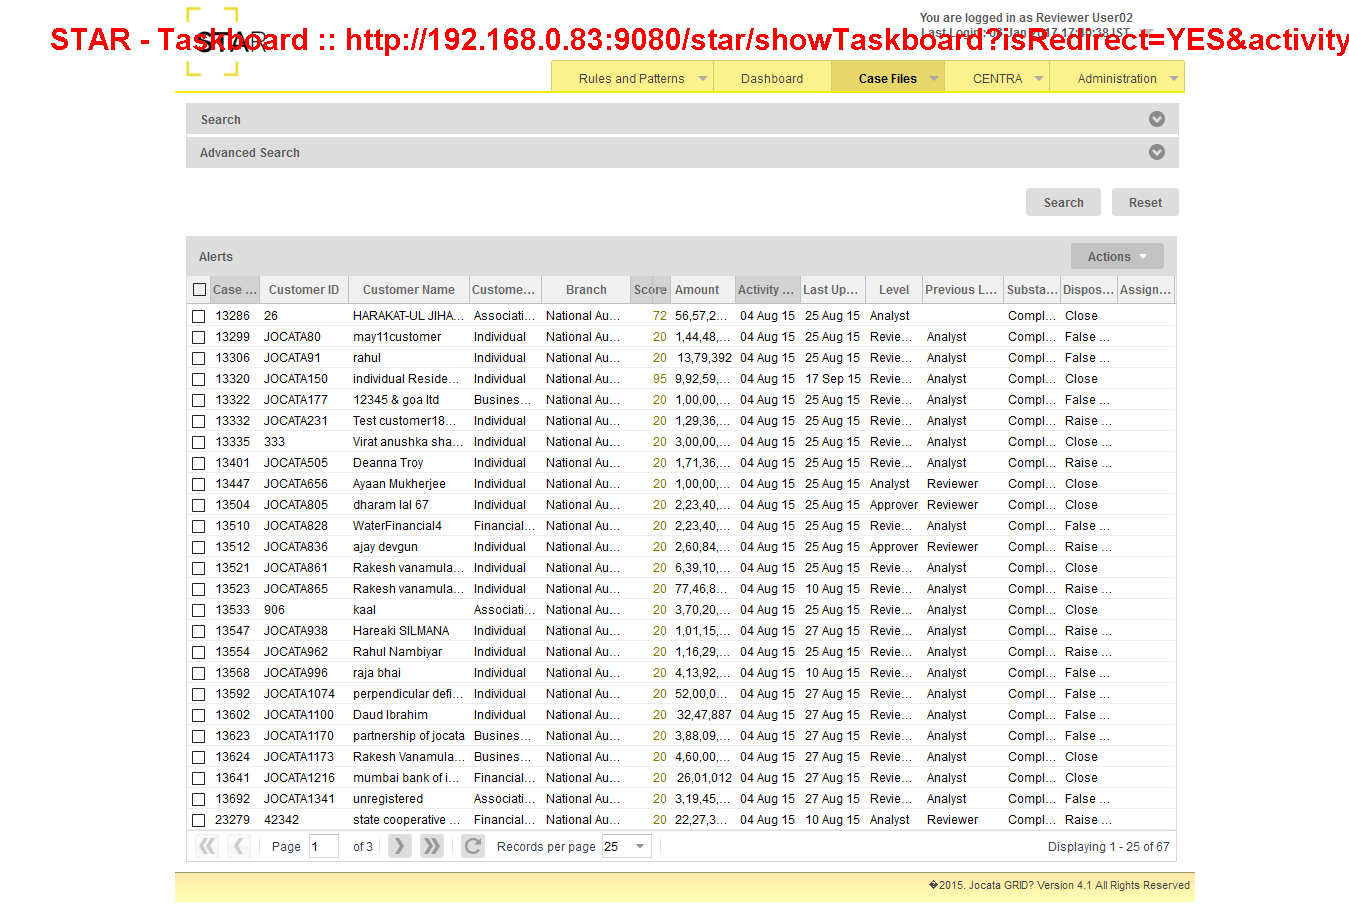 You are logged in as Reviewer User02
STAR
STAR - Taskboard :: http://192.168.0.83:9080/star/showTaskboard?isRedirect=YES&activity
Last Login : Jan 2017 17:40:38 IST
Rules and Patterns Dashboard Case Files CENTRA Administration
Search
Advanced Search
Search Reset
Alerts Actions
Case ... Customer ID Customer Name Custome... Branch Score Amount Activity ... Last Up... Level Previous L... Substa... Dispos... Assign...
13286 26 HARAKAT-UL JIHA... Associati... National Au... 72 56,57,2... 04 Aug 15 25 Aug 15 Analyst Compl... Close
13299 JOCATA80 may11customer Individual National Au... 20 1,44,48,... 04 Aug 15 25 Aug 15 Revie... Analyst Compl... False ...
13306 JOCATA91 rahul Individual National Au... 20 13,79,392 04 Aug 15 25 Aug 15 Revie... Analyst Compl... False ...
13320 JOCATA150 individual Reside... Individual National Au... 95 9,92,59,... 04 Aug 15 17 Sep 15 Revie... Analyst Compl... Close
13322 JOCATA177 12345 & goa ltd Busines... National Au... 20 1,00,00,... 04 Aug 15 25 Aug 15 Revie... Analyst Compl... False ...
13332 JOCATA231 Test customer18... Individual National Au... 20 1,29,36,... 04 Aug 15 25 Aug 15 Revie... Analyst Compl... Raise ...
13335 333 Virat anushka sha... Individual National Au... 20 3,00,00,... 04 Aug 15 25 Aug 15 Revie... Analyst Compl... Close ...
13401 JOCATA505 Deanna Troy Individual National Au... 20 1,71,36,... 04 Aug 15 25 Aug 15 Revie... Analyst Compl... Raise ...
13447 JOCATA656 Ayaan Mukherjee Individual National Au... 20 1,00,00,... 04 Aug 15 25 Aug 15 Analyst Reviewer Compl... Close
13504 JOCATA805 dharam lal 67 Individual National Au... 20 2,23,40,... 04 Aug 15 25 Aug 15 Approver Reviewer Compl... Close
13510 JOCATA828 WaterFinancial4 Financial... National Au... 20 2,23,40,... 04 Aug 15 25 Aug 15 Revie... Analyst Compl... False ...
13512 JOCATA836 ajay devgun Individual National Au... 20 2,60,84,... 04 Aug 15 25 Aug 15 Approver Reviewer Compl... Raise ...
13521 JOCATA861 Rakesh vanamula... Individual National Au... 20 6,39,10,... 04 Aug 15 25 Aug 15 Revie... Analyst Compl... Close
13523 JOCATA865 Rakesh vanamula... Individual National Au... 20 77,46,8... 04 Aug 15 10 Aug 15 Revie... Analyst Compl... Raise ...
13533 906 kaal Associati... National Au... 20 3,70,20,... 04 Aug 15 25 Aug 15 Revie... Analyst Compl... Close
13547 JOCATA938 Hareaki SILMANA Individual National Au... 20 1,01,15,... 04 Aug 15 27 Aug 15 Revie... Analyst Compl... Raise ...
13554 JOCATA962 Rahul Nambiyar Individual National Au... 20 1,16,29,... 04 Aug 15 25 Aug 15 Revie... Analyst Compl... Raise ...
13568 JOCATA996 raja bhai Individual National Au... 20 4,13,92,... 04 Aug 15 10 Aug 15 Revie... Analyst Compl... False ...
13592 JOCATA1074 perpendicular defi... Individual National Au... 20 52,00,0... 04 Aug 15 27 Aug 15 Revie... Analyst Compl... False ...
13602 JOCATA1100 Daud Ibrahim Individual National Au... 20 32,47,887 04 Aug 15 27 Aug 15 Revie... Analyst Compl... False ...
13623 JOCATA1170 partnership of jocata Busines... National Au... 20 3,88,09,... 04 Aug 15 27 Aug 15 Revie... Analyst Compl... False ...
13624 JOCATA1173 Rakesh Vanamula... Busines... National Au... 20 4,60,00,... 04 Aug 15 27 Aug 15 Revie... Analyst Compl... Close
13641 JOCATA1216 mumbai bank of i... Financial... National Au... 20 26,01,012 04 Aug 15 27 Aug 15 Revie... Analyst Compl... Close
13692 JOCATA1341 unregistered Associati... National Au... 20 3,19,45,... 04 Aug 15 27 Aug 15 Revie... Analyst Compl... False ...
23279 42342 state cooperative ... Financial... National Au... 20 22,27,3... 04 Aug 15 10 Aug 15 Analyst Reviewer Compl... Raise ...
Page 1 of 3 Records per page 25 Displaying 1 - 25 of 67
�2015. Jocata GRID? Version 4.1 All Rights Reserved